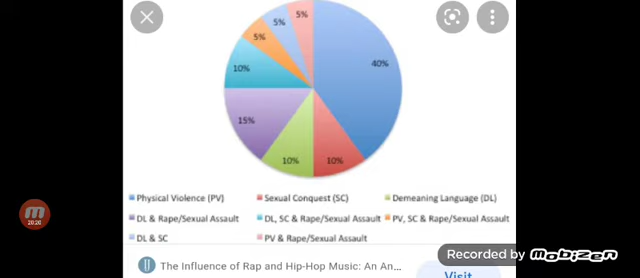 5%
5%
5%
40%
10%
15%
10%
10%
Physical Violence (PV) Sexual Conquest (SC) Demeaning Language (DL)
DL & Rape/Sexual Assault DL, SC & Rape/Sexual Assault PV, SC & Rape/Sexual Assault
DL & SC PV & Rape/Sexual Assault
The Influence of Rap and Hip-Hop Music: An An...
Visit
Recorded by mobizen
2020